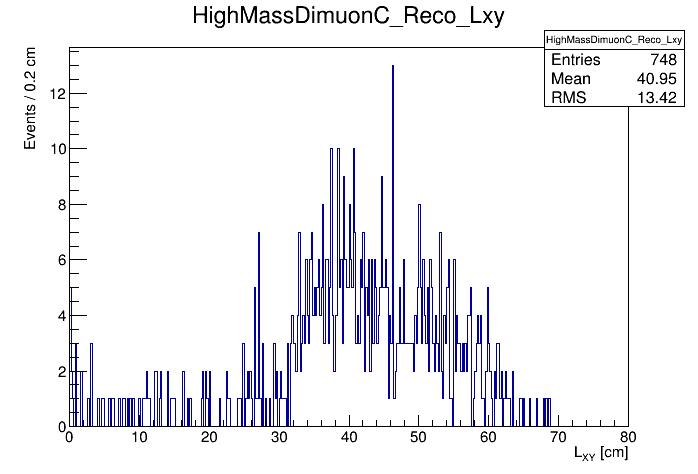 HighMassDimuonC_Reco_Lxy
HighMassDimuonC_Reco_Lxy
Entries 748
Mean 40.95
RMS 13.42
Events / 0.2 cm
12
10
8
6
4
2
0
0 10 20 30 40 50 60 70 80
L_XY [cm]